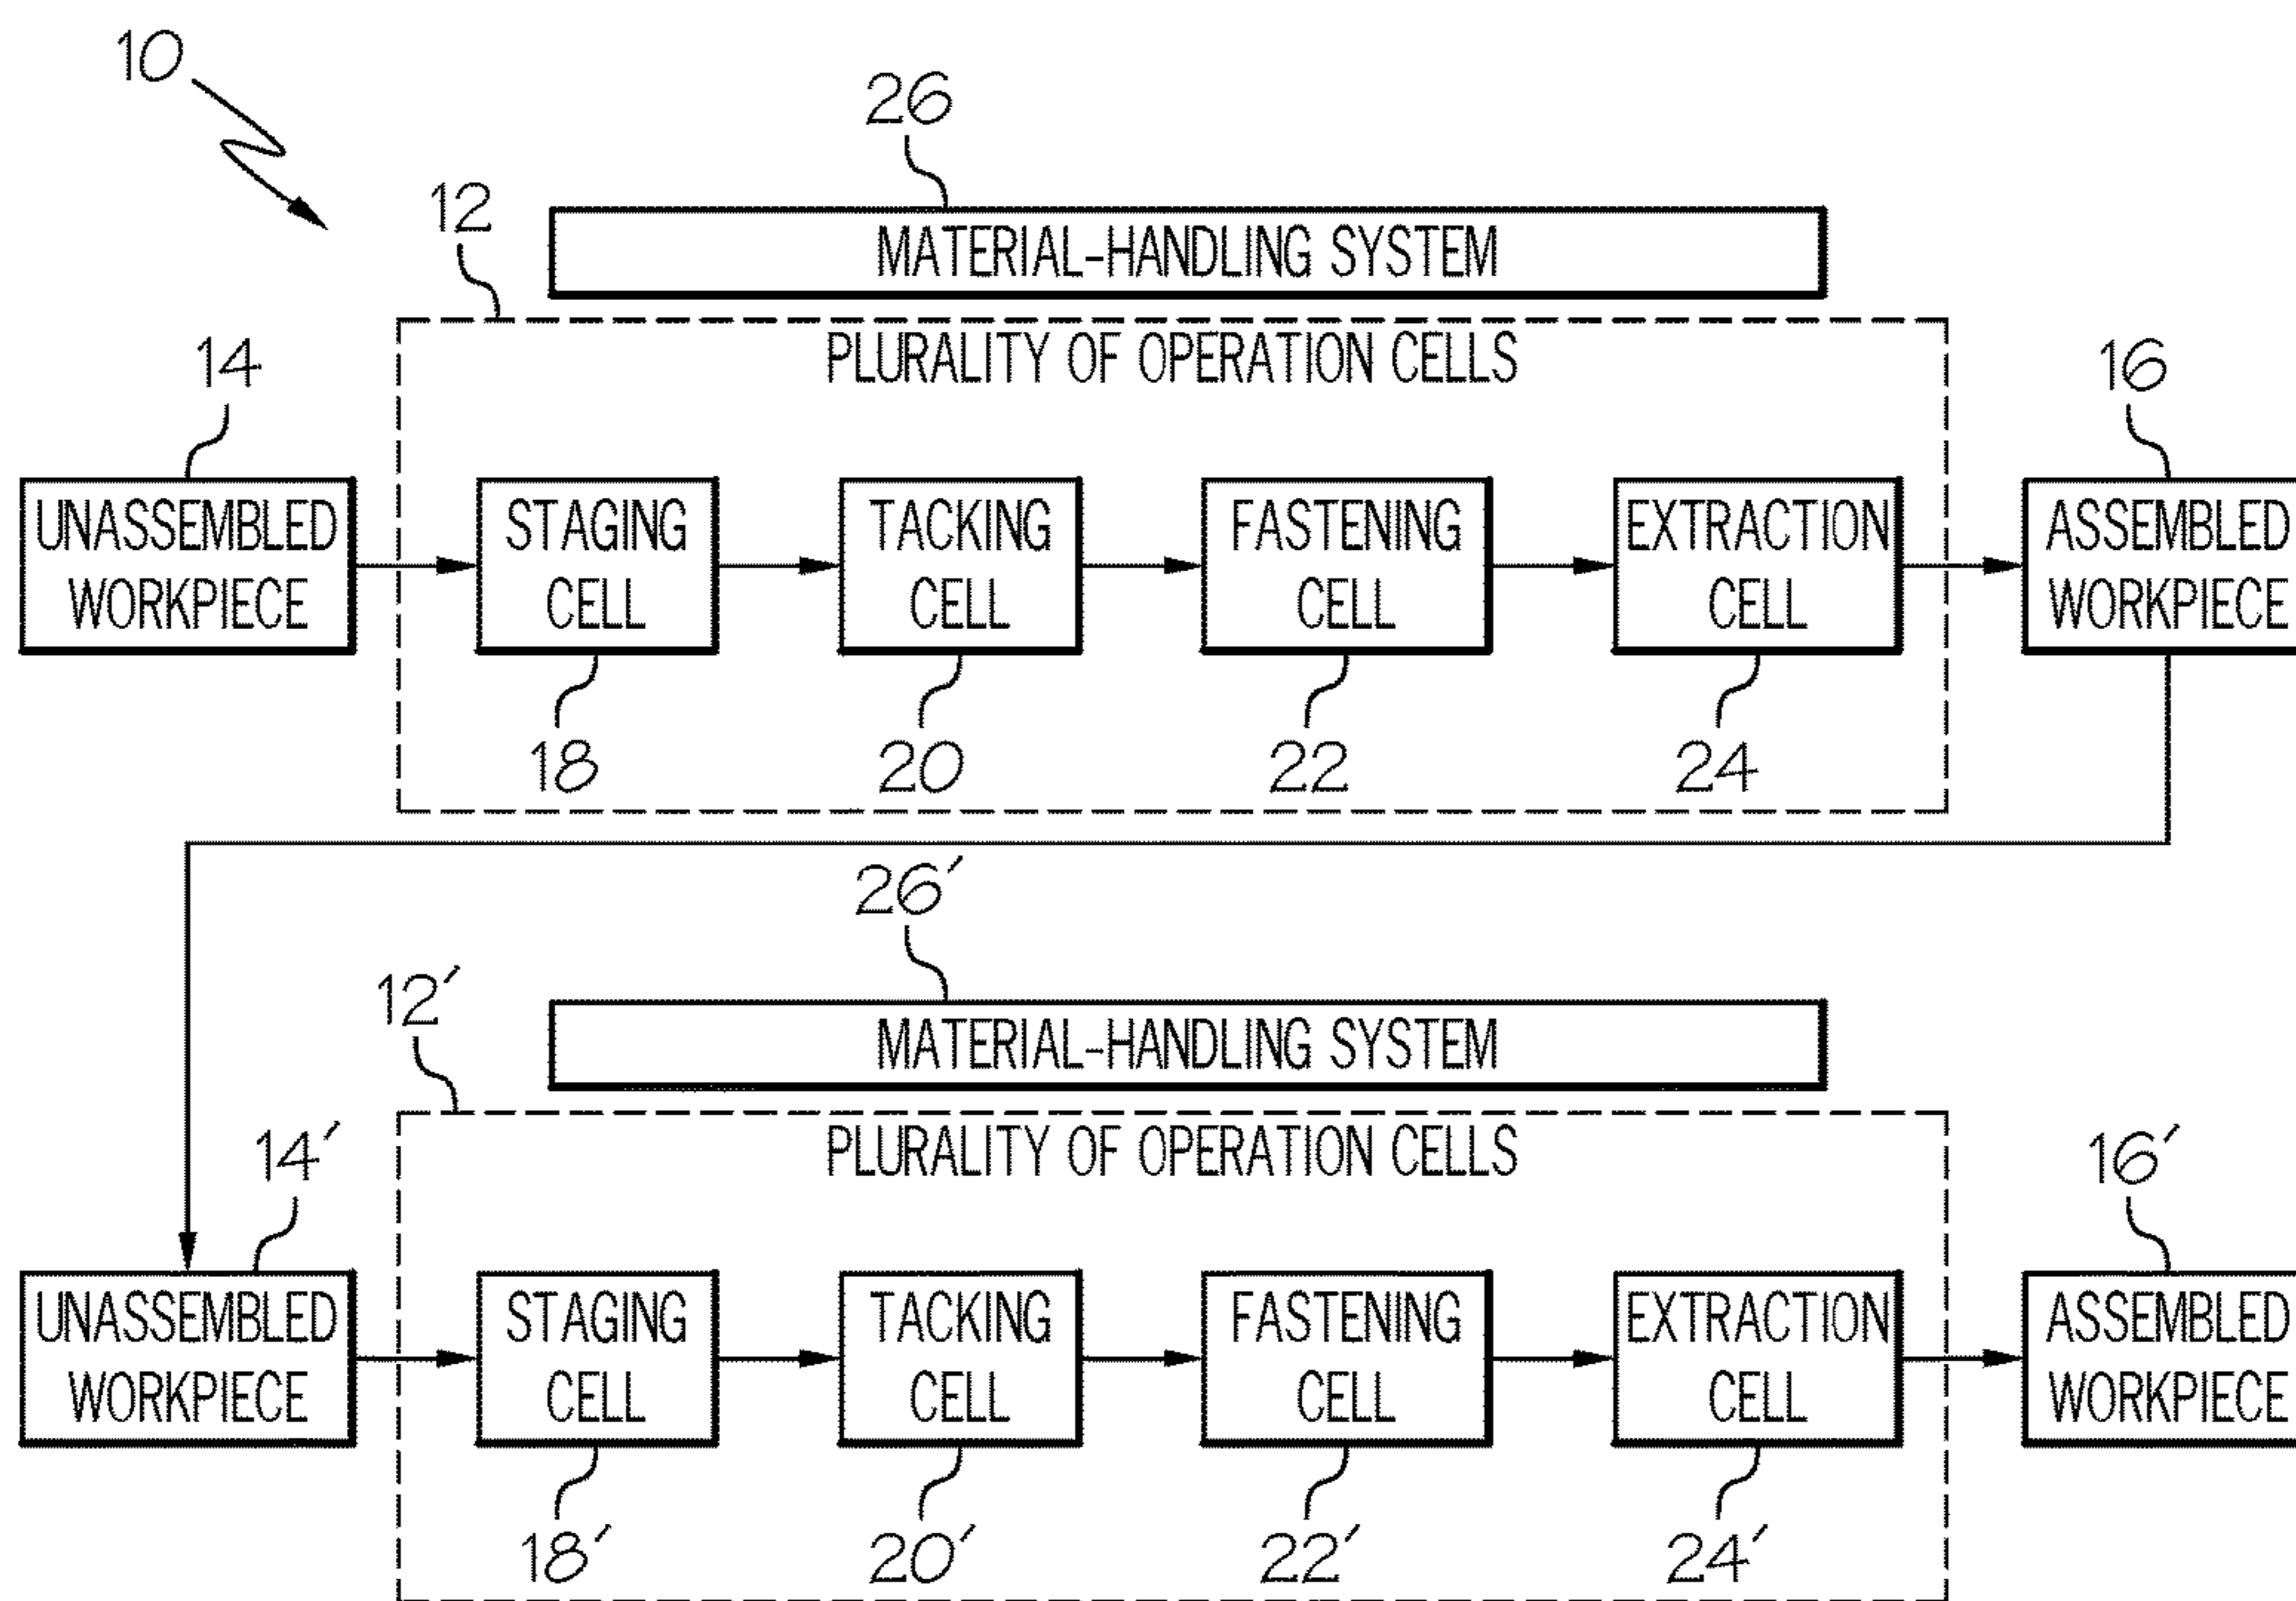 10
26
12
MATERIAL-HANDLING SYSTEM
PLURALITY OF OPERATION CELLS
14
16
UNASSEMBLED
WORKPIECE
STAGING
CELL
TACKING
CELL
FASTENING
CELL
EXTRACTION
CELL
ASSEMBLED
WORKPIECE
18
20
22
24
26'
12'
MATERIAL-HANDLING SYSTEM
PLURALITY OF OPERATION CELLS
14'
16'
UNASSEMBLED
WORKPIECE
STAGING
CELL
TACKING
CELL
FASTENING
CELL
EXTRACTION
CELL
ASSEMBLED
WORKPIECE
18'
20'
22'
24'